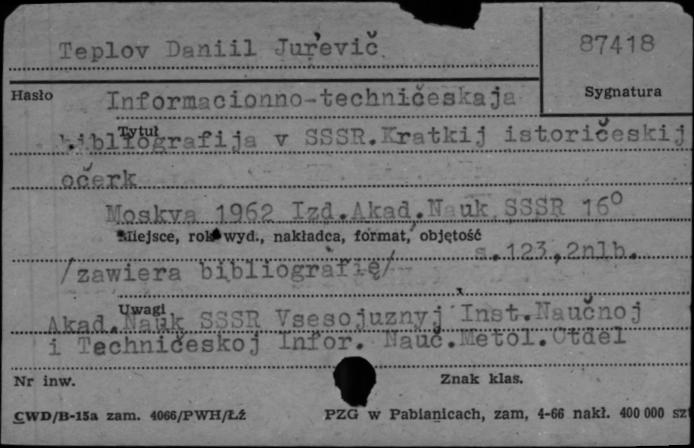 Teplov Daniil Jur'evič
87418
Hasło
Sygnatura
Informacionno-techničeskaja
Tytuł
bibliografija v SSSR.Kratkij istoričeskij
očerk
Moskva 1962 Izd.Akad.Nauk SSSR 16°
Miejsce, rok wyd., nakładca, format, objętość
s.123,2nlb.
/zawiera bibliografię/
Uwagi
Akad.Nauk SSSR Vsesojuznyj Inst.Naučnoj
i Techničeskoj Infor. Nauč.Metol.Otdel
Nr inw.
Znak klas.
CWD/B-15a zam. 4066/PWH/Łż
PZG w Pabianicach, zam, 4-66 nakł. 400 000 szt